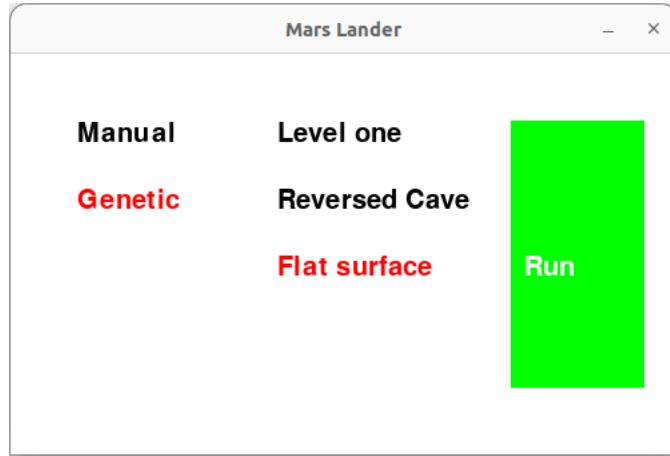 Mars Lander
Manual Level one
Genetic Reversed Cave
Flat surface Run